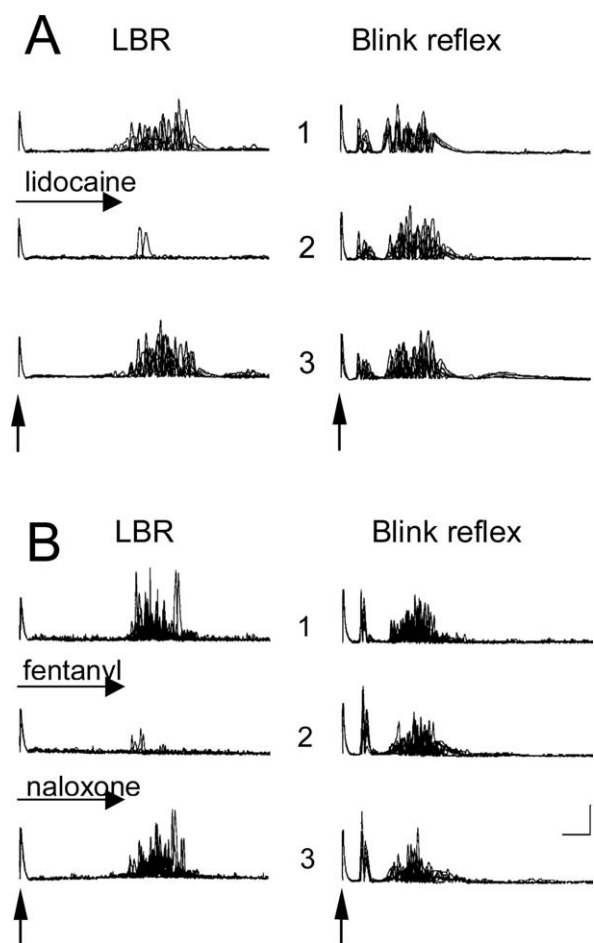 A
LBR Blink reflex
1
lidocaine
2
3
B
LBR Blink reflex
1
fentanyl
2
naloxone
3